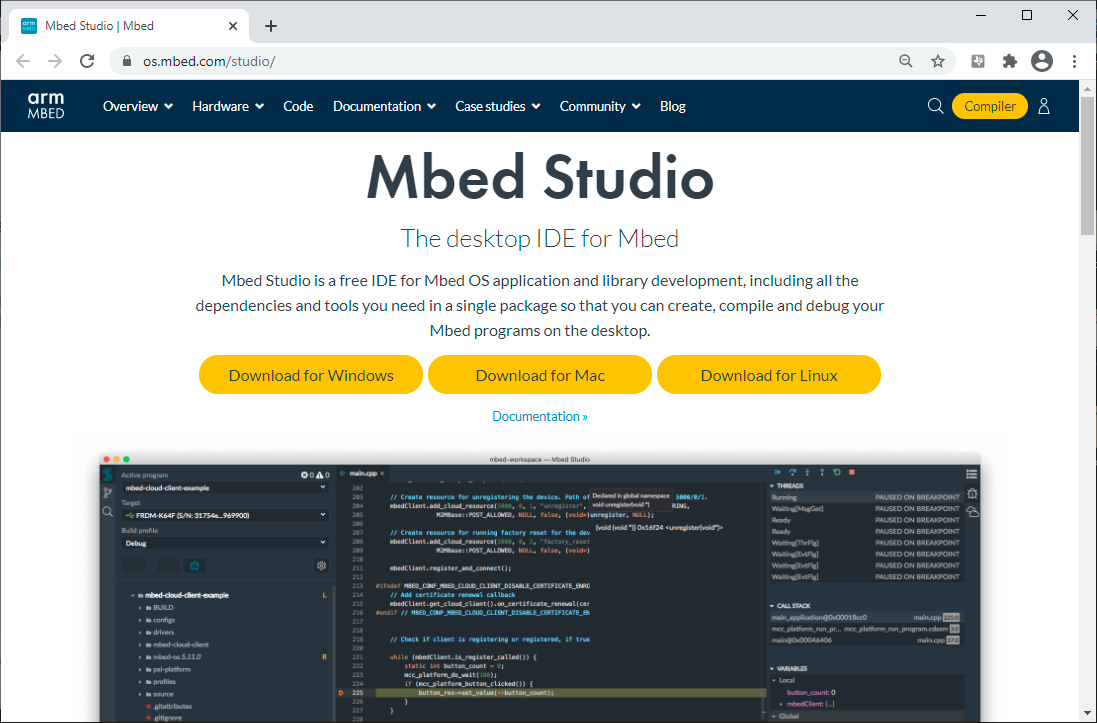 Mbed Studio | Mbed
os.mbed.com/studio/
arm MBED
Overview
Hardware
Code
Documentation
Case studies
Community
Blog
Compiler
Mbed Studio
The desktop IDE for Mbed
Mbed Studio is a free IDE for Mbed OS application and library development, including all the
dependencies and tools you need in a single package so that you can create, compile and debug your
Mbed programs on the desktop.
Download for Windows
Download for Mac
Download for Linux
Documentation »
mbed-workspace — Mbed Studio
Active program
0 0
mbed-cloud-client-example
Target
FRDM-K64F (S/N: 31754e...969900)
Build profile
Debug
mbed-cloud-client-example L
BUILD
configs
drivers
mbed-cloud-client
mbed-os 5.11.0 R
pal-platform
profiles
source
.gitattributes
.gitignore
main.cpp ×
202
203 // Create resource for unregistering the device. Path of
5000/0/1.
204 mbedClient.add_cloud_resource(5000, 0, 1, "unregister",
RING,
205 M2MBase::POST_ALLOWED, NULL, false, (void*)unregister, NULL);
206
207 // Create resource for running factory reset for the dev
208 mbedClient.add_cloud_resource(5000, 0, 2, "factory_reset
209 M2MBase::POST_ALLOWED, NULL, false, (void*)
210
211 mbedClient.register_and_connect();
212
213 #ifndef MBED_CONF_MBED_CLOUD_CLIENT_DISABLE_CERTIFICATE_ENRO
214 // Add certificate renewal callback
215 mbedClient.get_cloud_client().on_certificate_renewal(cer
216 #endif // MBED_CONF_MBED_CLOUD_CLIENT_DISABLE_CERTIFICATE_EN
217
218
219 // Check if client is registering or registered, if true
220
221 while (mbedClient.is_register_called()) {
222 static int button_count = 0;
223 mcc_platform_do_wait(100);
224 if (mcc_platform_button_clicked()) {
225 button_res->set_value(++button_count);
226 }
227 }
228
Declared in global namespace
void unregister(void *)
{void (void *)} 0x16f24 <unregister(void*)>
THREADS
Running PAUSED ON BREAKPOINT
Waiting[MsgGet] PAUSED ON BREAKPOINT
Ready PAUSED ON BREAKPOINT
Ready PAUSED ON BREAKPOINT
Waiting[ThrFlg] PAUSED ON BREAKPOINT
Waiting[EvtFlg] PAUSED ON BREAKPOINT
Waiting[EvtFlg] PAUSED ON BREAKPOINT
Waiting[EvtFlg] PAUSED ON BREAKPOINT
CALL STACK
main_application@0x00018cc0 main.cpp 225:0
mcc_platform_run_pr... mcc_platform_run_program.cdasm 0:0
main@0x00046406 main.cpp 37:0
VARIABLES
Local
button_count: 0
mbedClient: {...}
Global